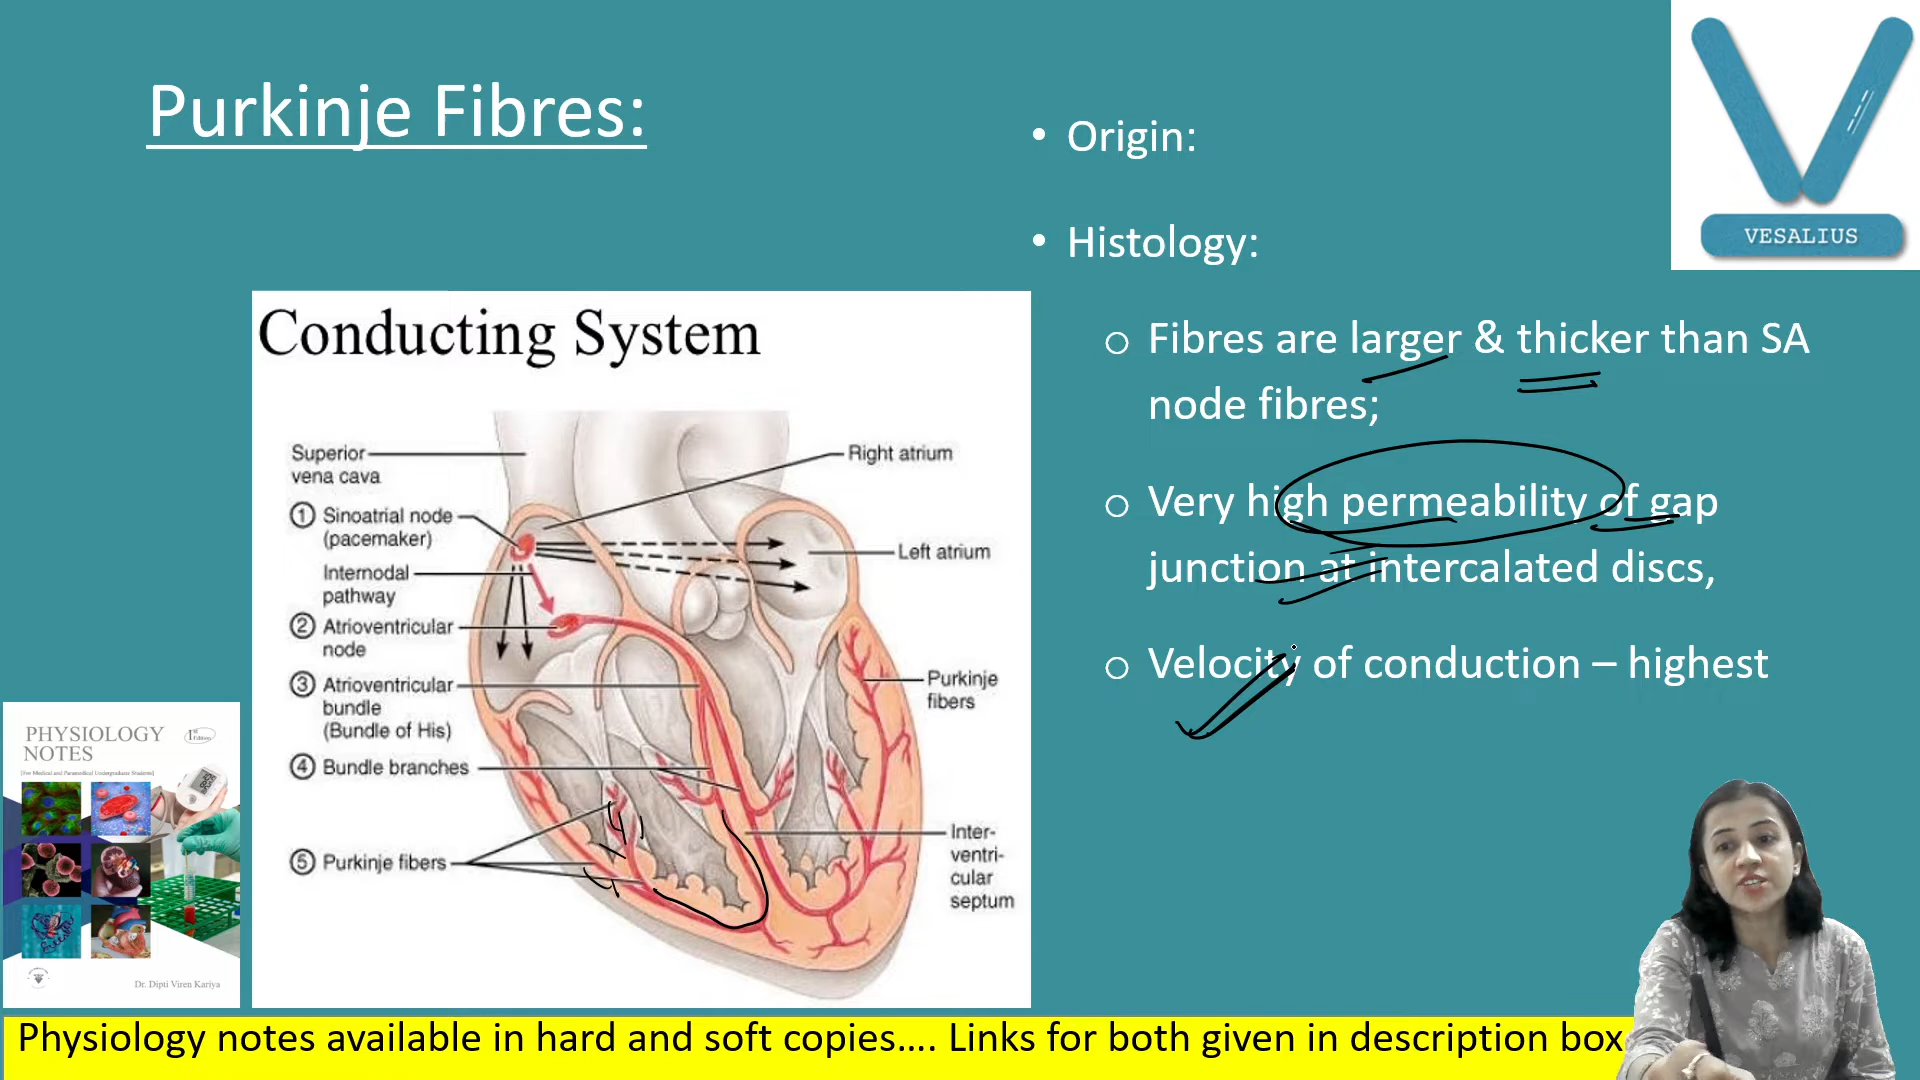 Purkinje Fibres:
• Origin:
• Histology:
o Fibres are larger & thicker than SA
node fibres;
o Very high permeability of gap
junction at intercalated discs,
o Velocity of conduction – highest
VESALIUS
Conducting System
Superior
vena cava
① Sinoatrial node
(pacemaker)
Internodal
pathway
② Atrioventricular
node
③ Atrioventricular
bundle
(Bundle of His)
④ Bundle branches
⑤ Purkinje fibers
Right atrium
Left atrium
Purkinje
fibers
Inter-
ventri-
cular
septum
PHYSIOLOGY
NOTES
1st
Edition
[For Medical and Paramedical Undergraduate Students]
Dr. Dipti Viren Kariya
Physiology notes available in hard and soft copies…. Links for both given in description box